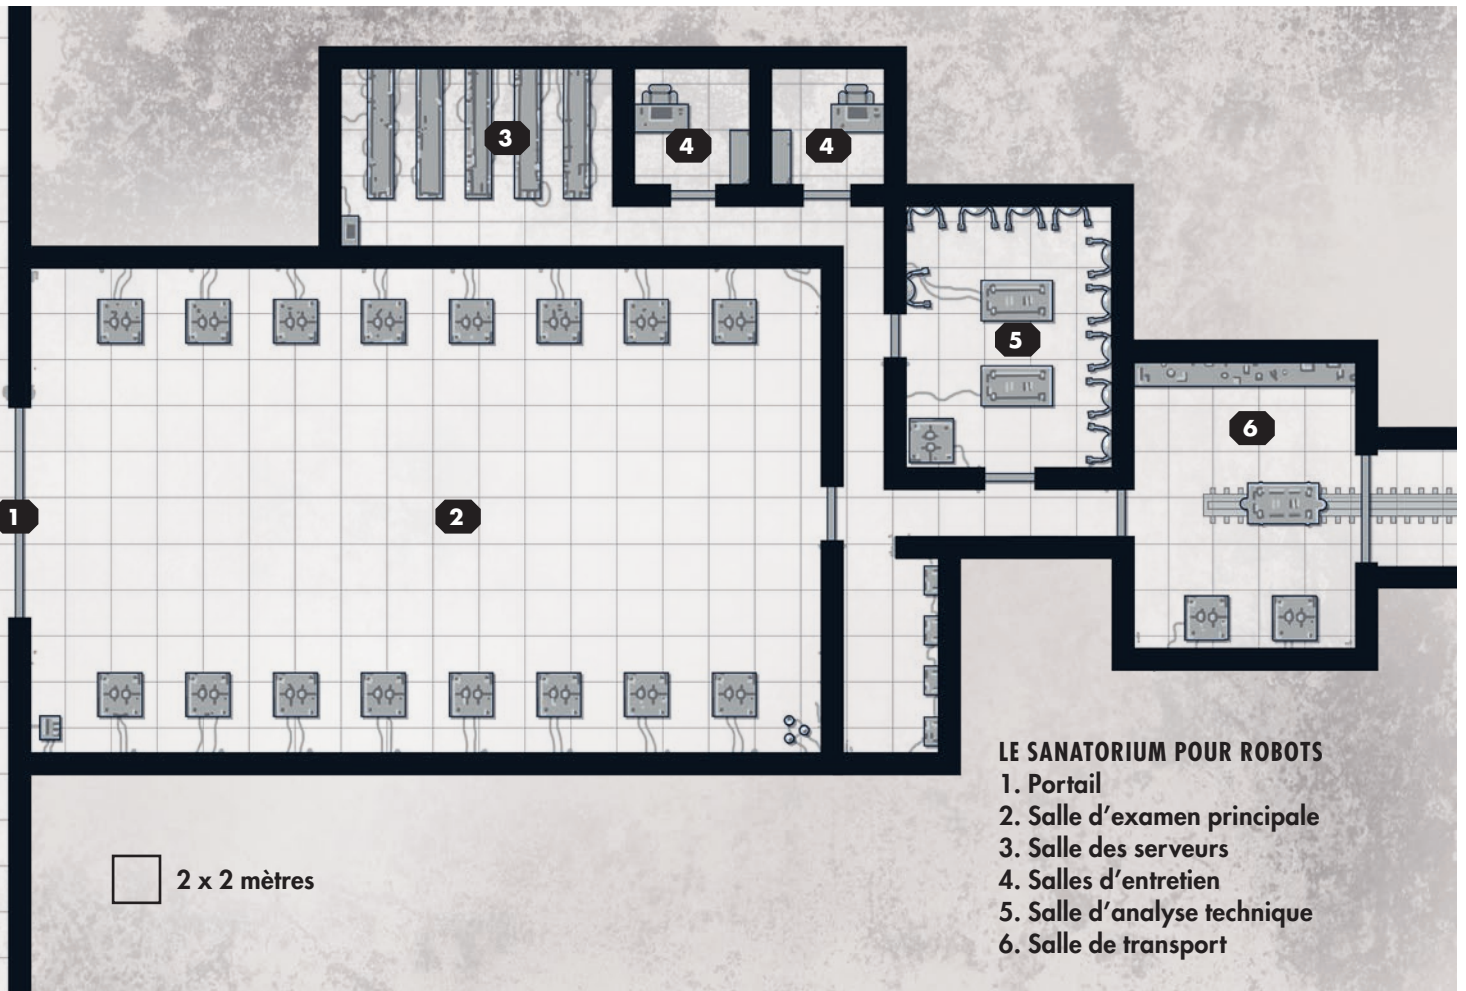 3
4
4
5
6
1
2
LE SANATORIUM POUR ROBOTS
1. Portail
2. Salle d’examen principale
3. Salle des serveurs
4. Salles d’entretien
5. Salle d’analyse technique
6. Salle de transport
2 x 2 mètres